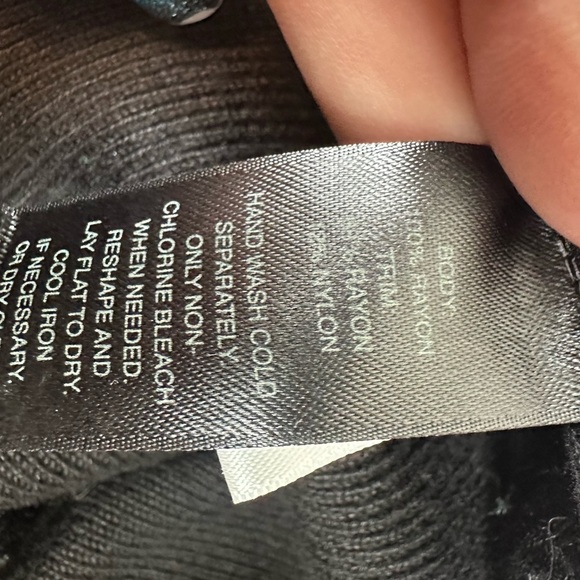 BODY
RAYON
TRIM
RAYON
NYLON
HAND WASH COLD
SEPARATELY
ONLY NON-
CHLORINE BLEACH
WHEN NEEDED
RESHAPE AND
LAY FLAT TO DRY.
COOL IRON
IF NECESSARY.
OR DRY